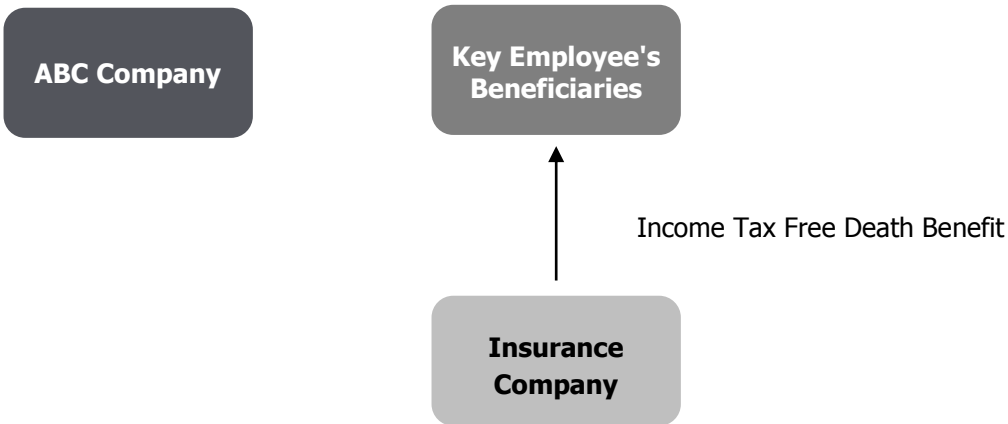 ABC Company
Key Employee's
Beneficiaries
Income Tax Free Death Benefit
Insurance
Company